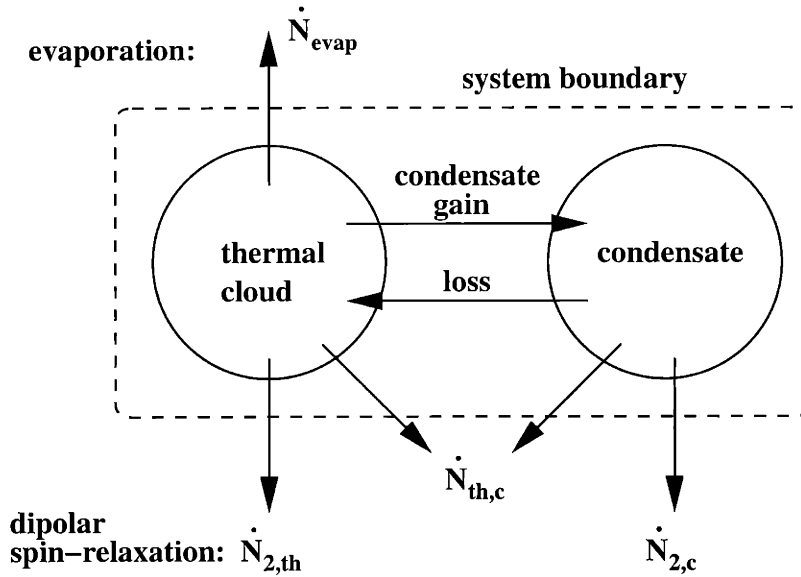 Ṅevap
evaporation:
system boundary
condensate
gain
thermal
cloud
condensate
loss
Ṅth,c
dipolar
spin−relaxation: Ṅ2,th
Ṅ2,c